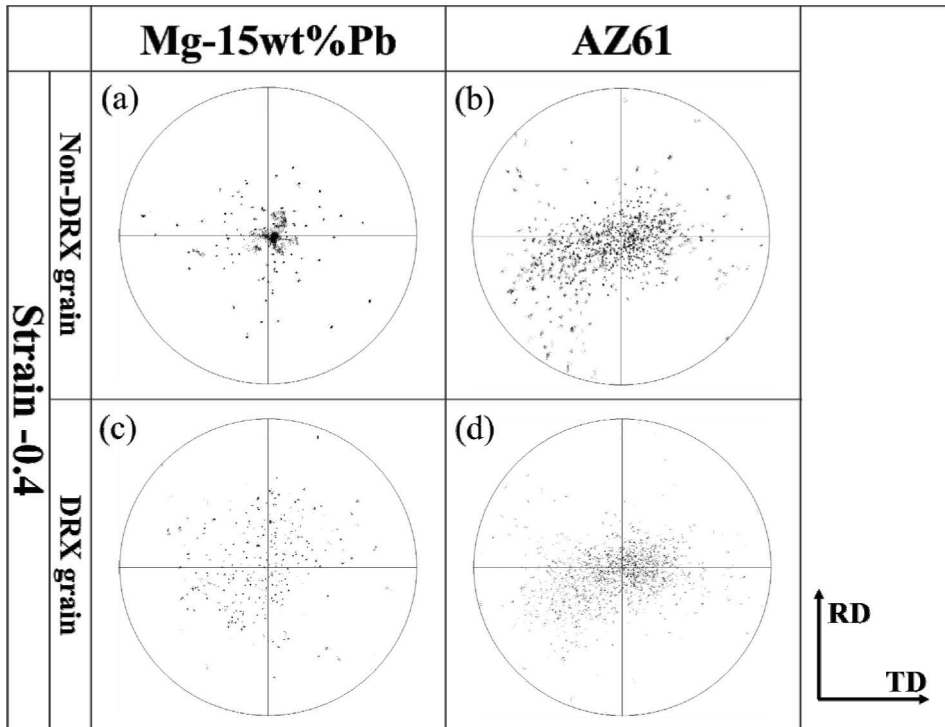 Mg-15wt%Pb
AZ61
Strain -0.4
Non-DRX grain
(a)
(b)
DRX grain
(c)
(d)
RD
TD